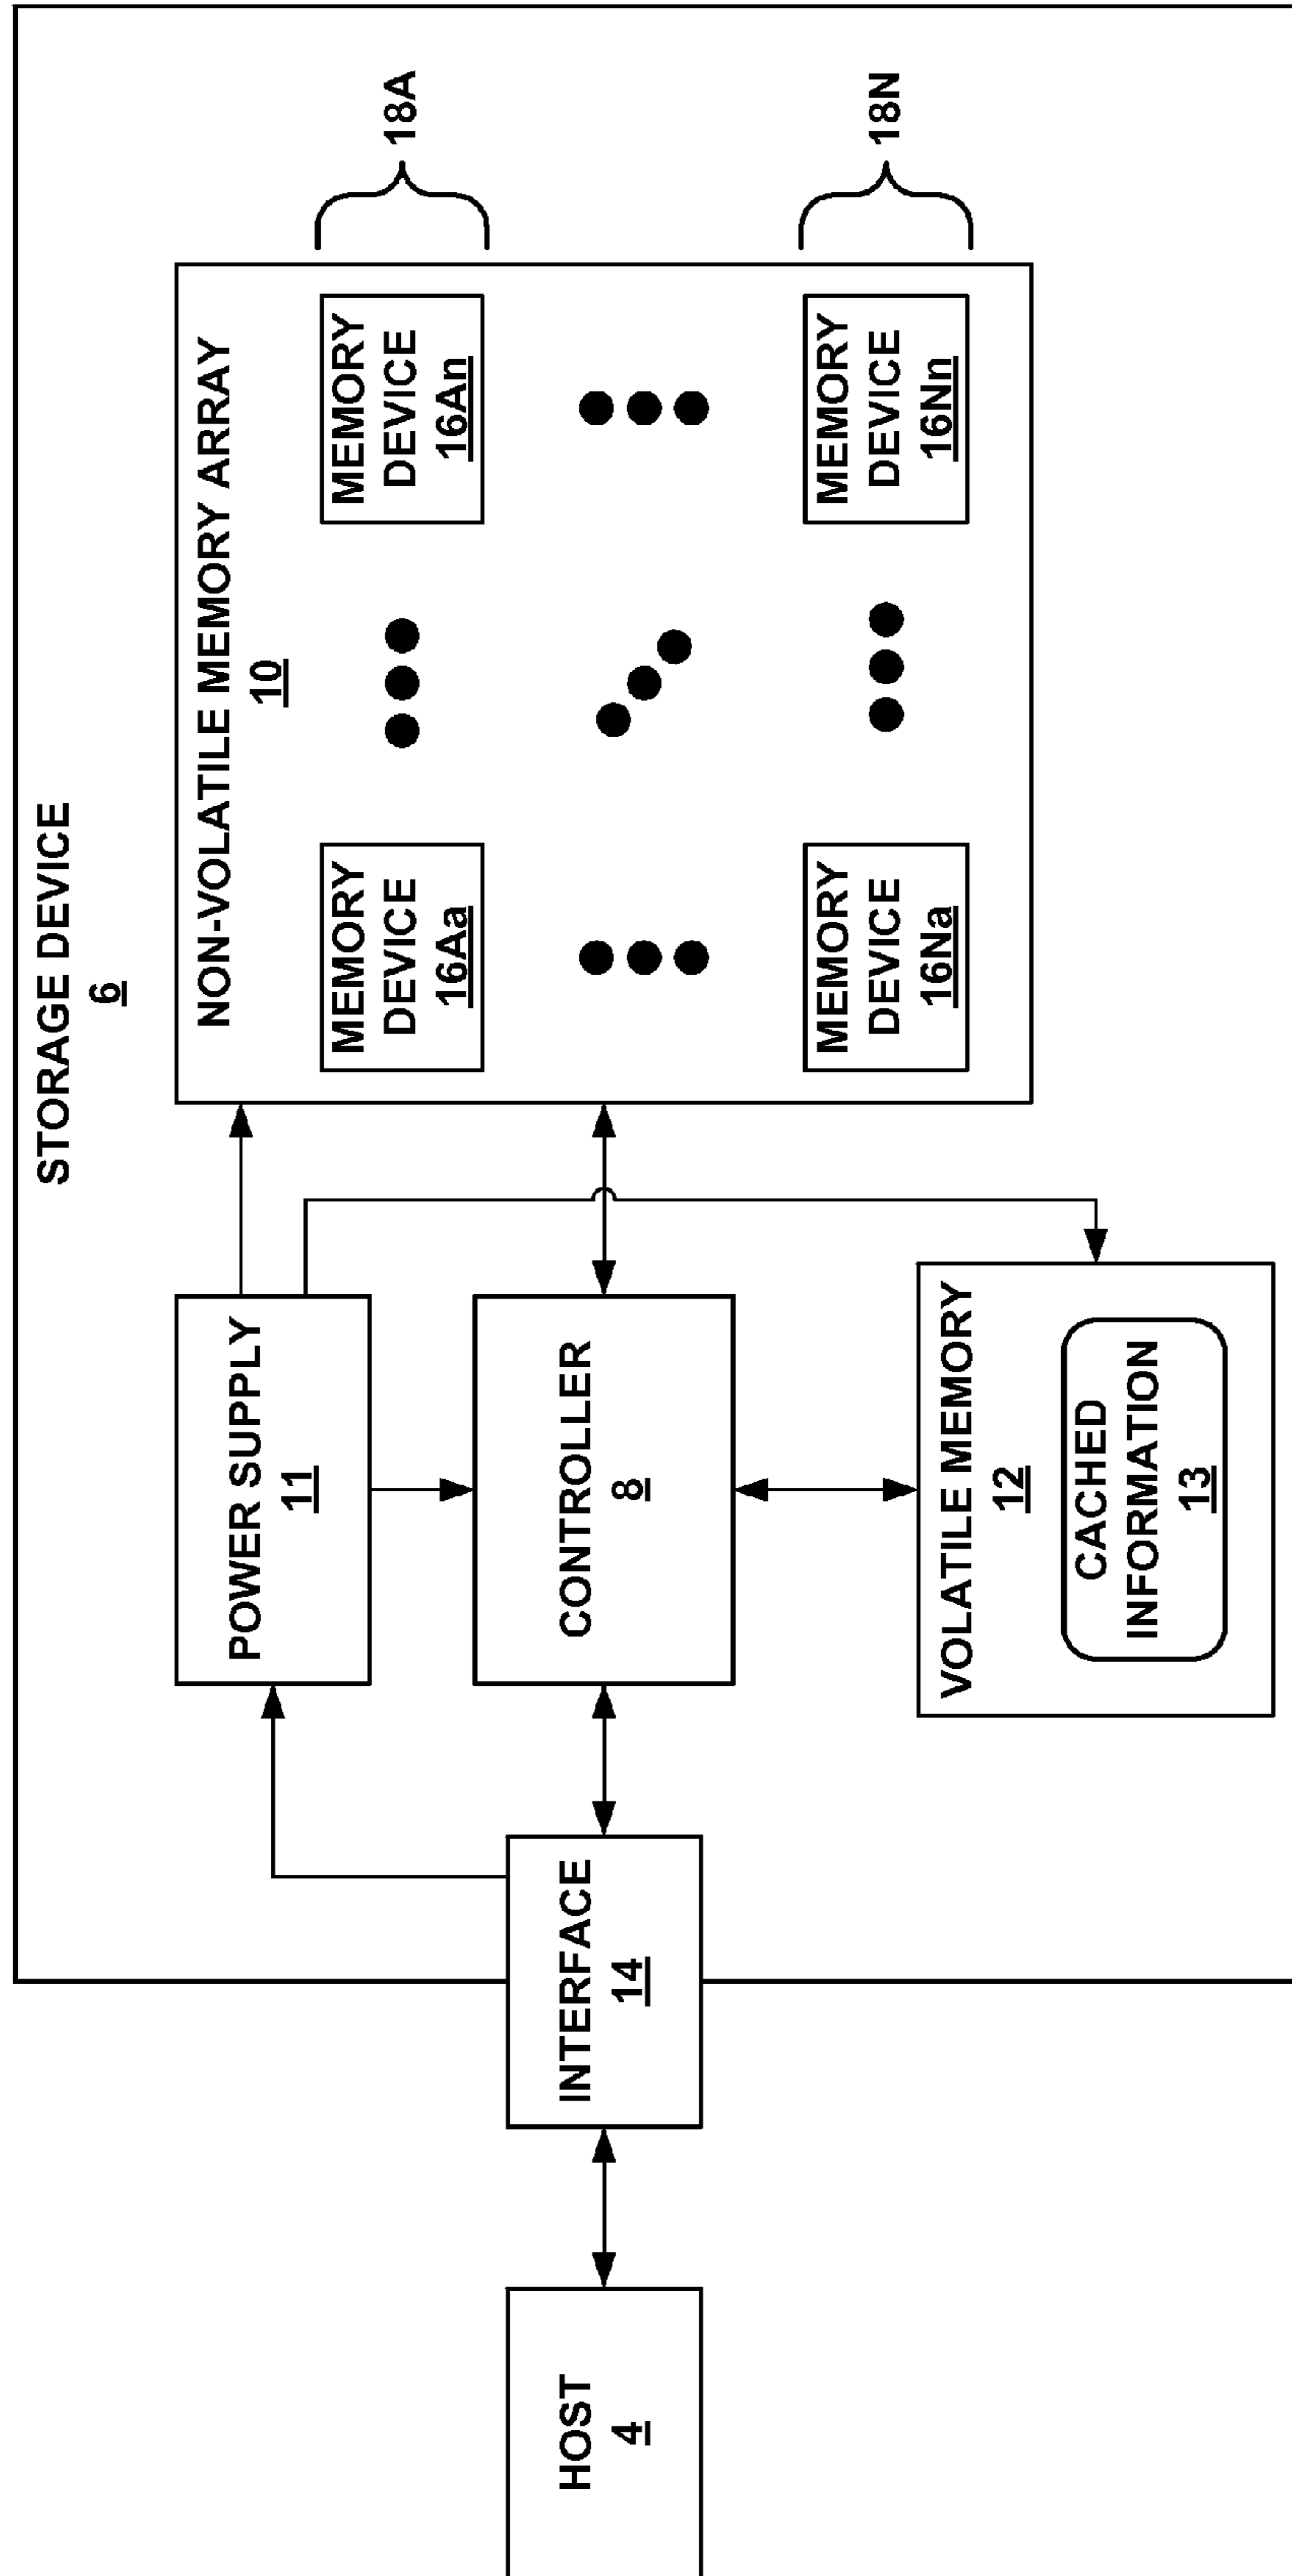 STORAGE DEVICE
6
HOST
4
INTERFACE
14
POWER SUPPLY
11
CONTROLLER
8
VOLATILE MEMORY
12
CACHED
INFORMATION
13
NON-VOLATILE MEMORY ARRAY
10
MEMORY
DEVICE
16Aa
MEMORY
DEVICE
16An
18A
MEMORY
DEVICE
16Na
MEMORY
DEVICE
16Nn
18N